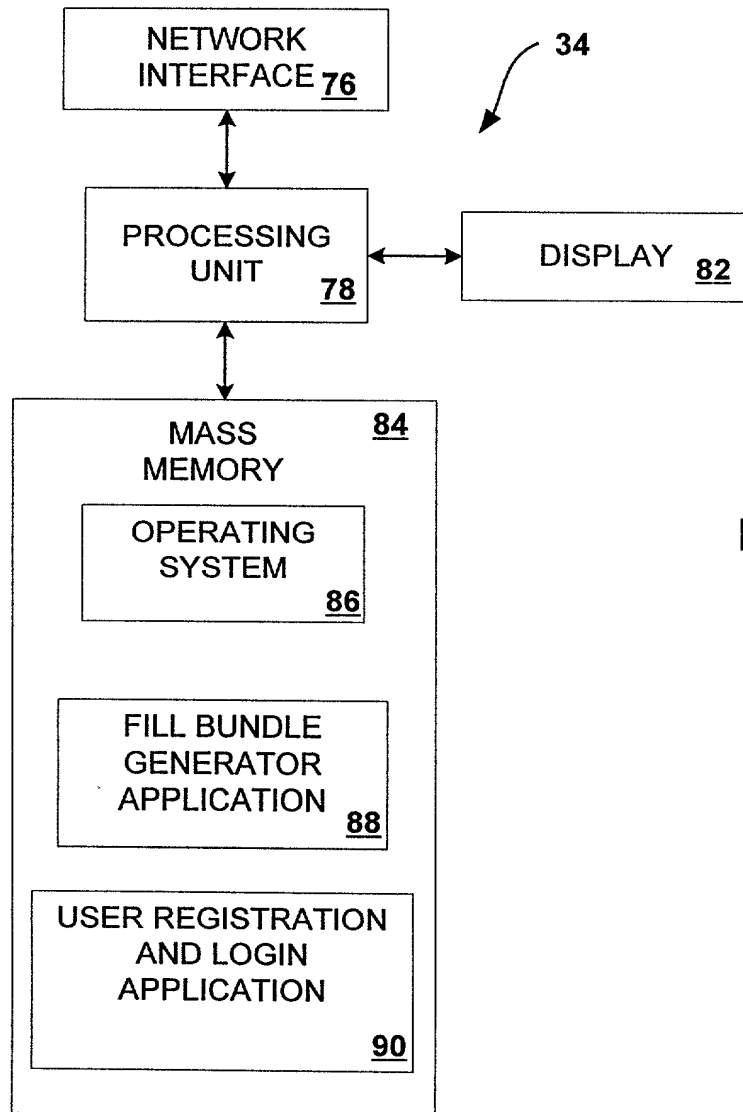 NETWORK
INTERFACE 76
34
PROCESSING
UNIT
78
DISPLAY 82
84
MASS
MEMORY
OPERATING
SYSTEM
86
FILL BUNDLE
GENERATOR
APPLICATION
88
USER REGISTRATION
AND LOGIN
APPLICATION
90